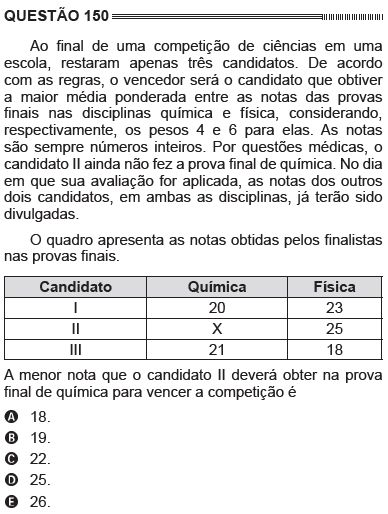 QUESTÃO 150
Ao final de uma competição de ciências em uma
escola, restaram apenas três candidatos. De acordo
com as regras, o vencedor será o candidato que obtiver
a maior média ponderada entre as notas das provas
finais nas disciplinas química e física, considerando,
respectivamente, os pesos 4 e 6 para elas. As notas
são sempre números inteiros. Por questões médicas, o
candidato II ainda não fez a prova final de química. No dia
em que sua avaliação for aplicada, as notas dos outros
dois candidatos, em ambas as disciplinas, já terão sido
divulgadas.
O quadro apresenta as notas obtidas pelos finalistas
nas provas finais.
Candidato Química Física
I 20 23
II X 25
III 21 18
A menor nota que o candidato II deverá obter na prova
final de química para vencer a competição é
A 18.
B 19.
C 22.
D 25.
E 26.